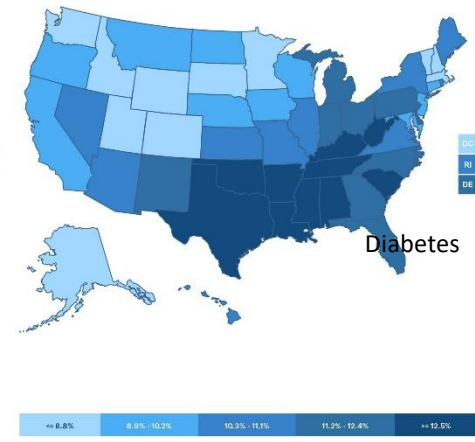 DC
RI
DE
Diabetes
<= 8.8% 8.9% - 10.2% 10.3% - 11.1% 11.2% - 12.4% >= 12.5%